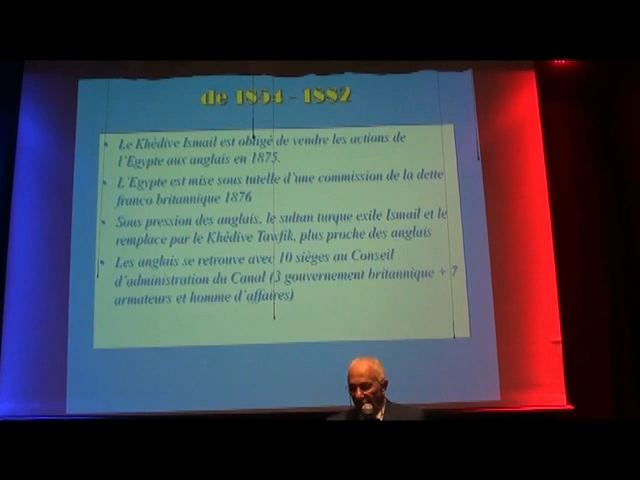 de 1854 - 1882
• Le Khédive Ismail est obligé de vendre les actions de
l'Egypte aux anglais en 1875.
• L'Egypte est mise sous tutelle d'une commission de la dette
franco britannique 1876
• Sous pression des anglais, le sultan turque exile Ismail et le
remplace par le Khédive Tawfik, plus proche des anglais
• Les anglais se retrouve avec 10 sièges au Conseil
d'administration du Canal (3 gouvernement britannique + 7
armateurs et homme d'affaires)